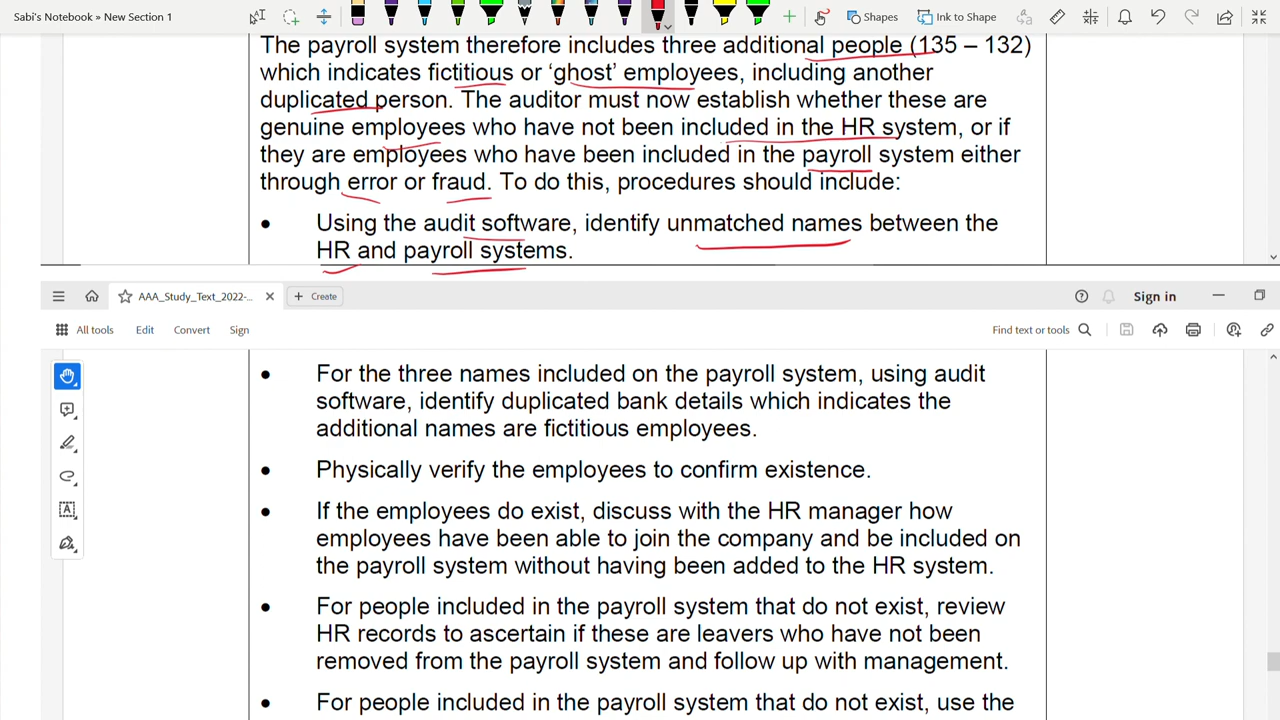 Sabi's Notebook » New Section 1
Shapes
Ink to Shape
The payroll system therefore includes three additional people (135 – 132)
which indicates fictitious or ‘ghost’ employees, including another
duplicated person. The auditor must now establish whether these are
genuine employees who have not been included in the HR system, or if
they are employees who have been included in the payroll system either
through error or fraud. To do this, procedures should include:
• Using the audit software, identify unmatched names between the
HR and payroll systems.
AAA_Study_Text_2022-...
Create
Sign in
All tools Edit Convert Sign
Find text or tools
• For the three names included on the payroll system, using audit
software, identify duplicated bank details which indicates the
additional names are fictitious employees.
• Physically verify the employees to confirm existence.
• If the employees do exist, discuss with the HR manager how
employees have been able to join the company and be included on
the payroll system without having been added to the HR system.
• For people included in the payroll system that do not exist, review
HR records to ascertain if these are leavers who have not been
removed from the payroll system and follow up with management.
• For people included in the payroll system that do not exist, use the